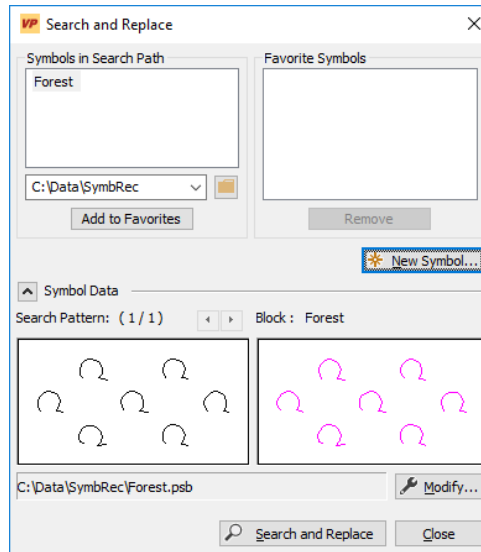 VP Search and Replace
Symbols in Search Path
Favorite Symbols
Forest
C:\Data\SymbRec
Add to Favorites
Remove
New Symbol...
Symbol Data
Search Pattern: ( 1 / 1 )
Block : Forest
C:\Data\SymbRec\Forest.psb
Modify...
Search and Replace
Close